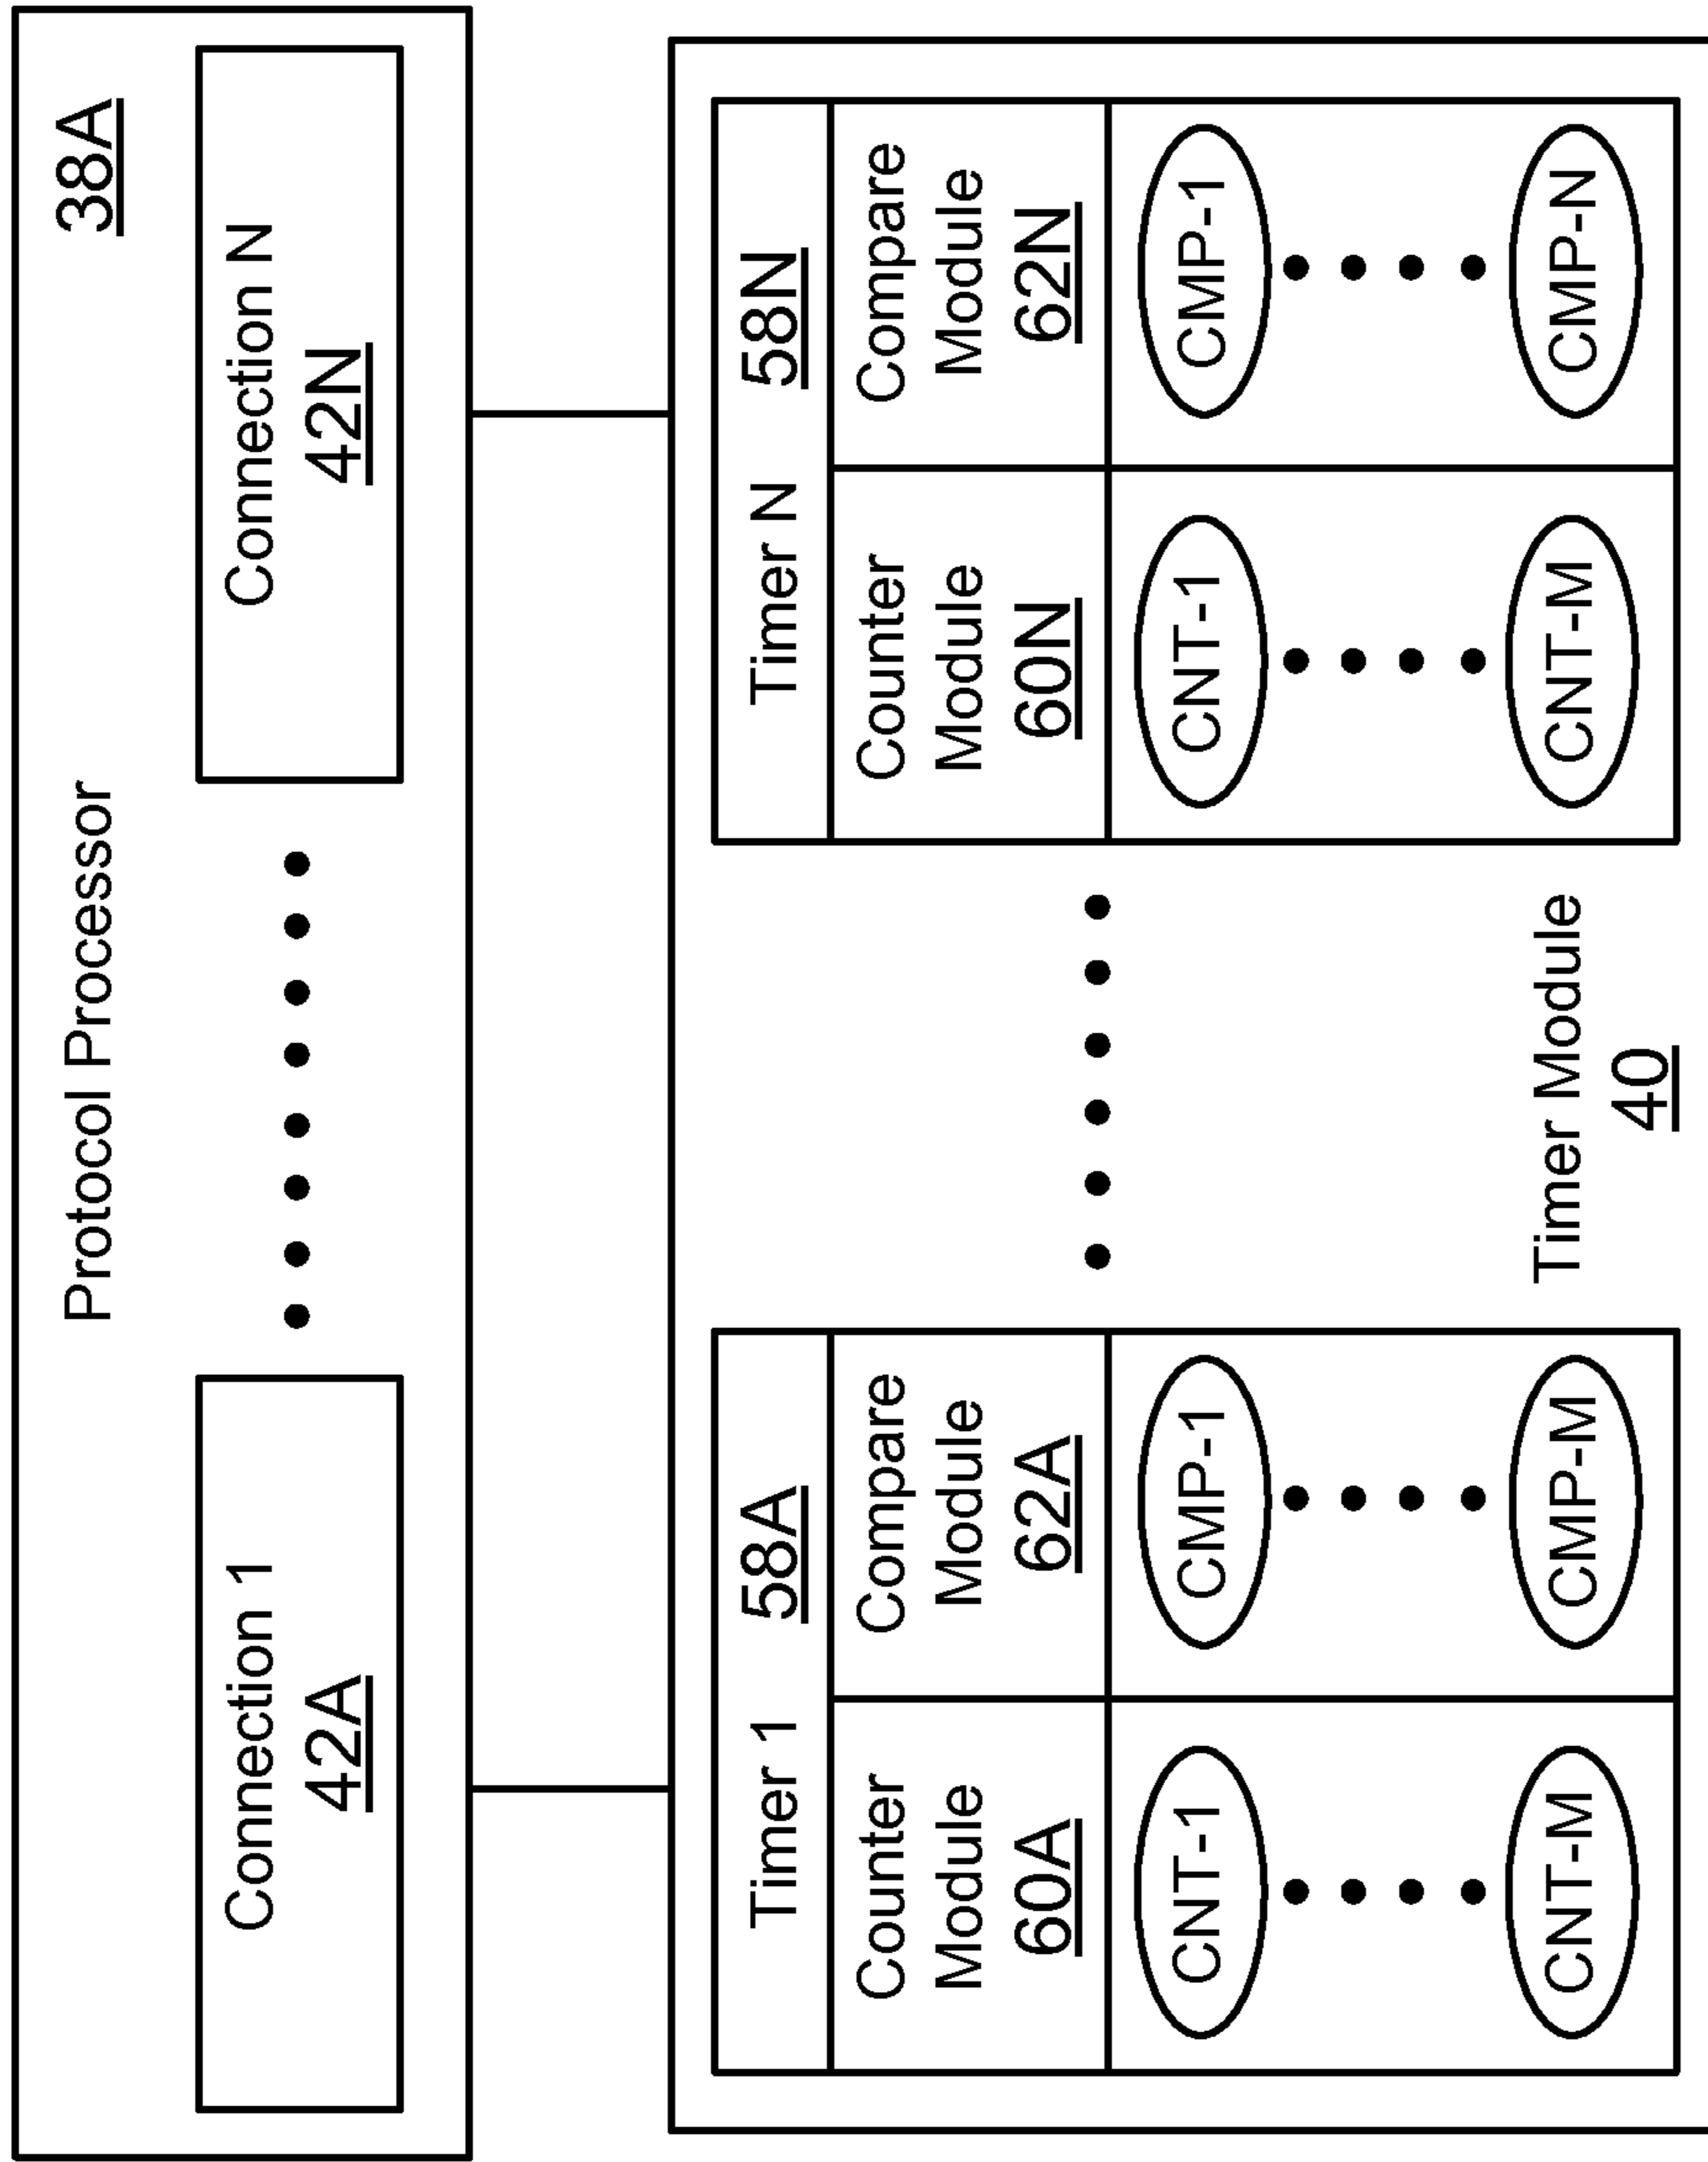 Protocol Processor
38A
Connection 1
42A
Connection N
42N
Timer 1 58A
Counter
Module
60A
Compare
Module
62A
CNT-1
CNT-M
CMP-1
CMP-M
Timer N 58N
Counter
Module
60N
Compare
Module
62N
CNT-1
CNT-M
CMP-1
CMP-N
Timer Module
40